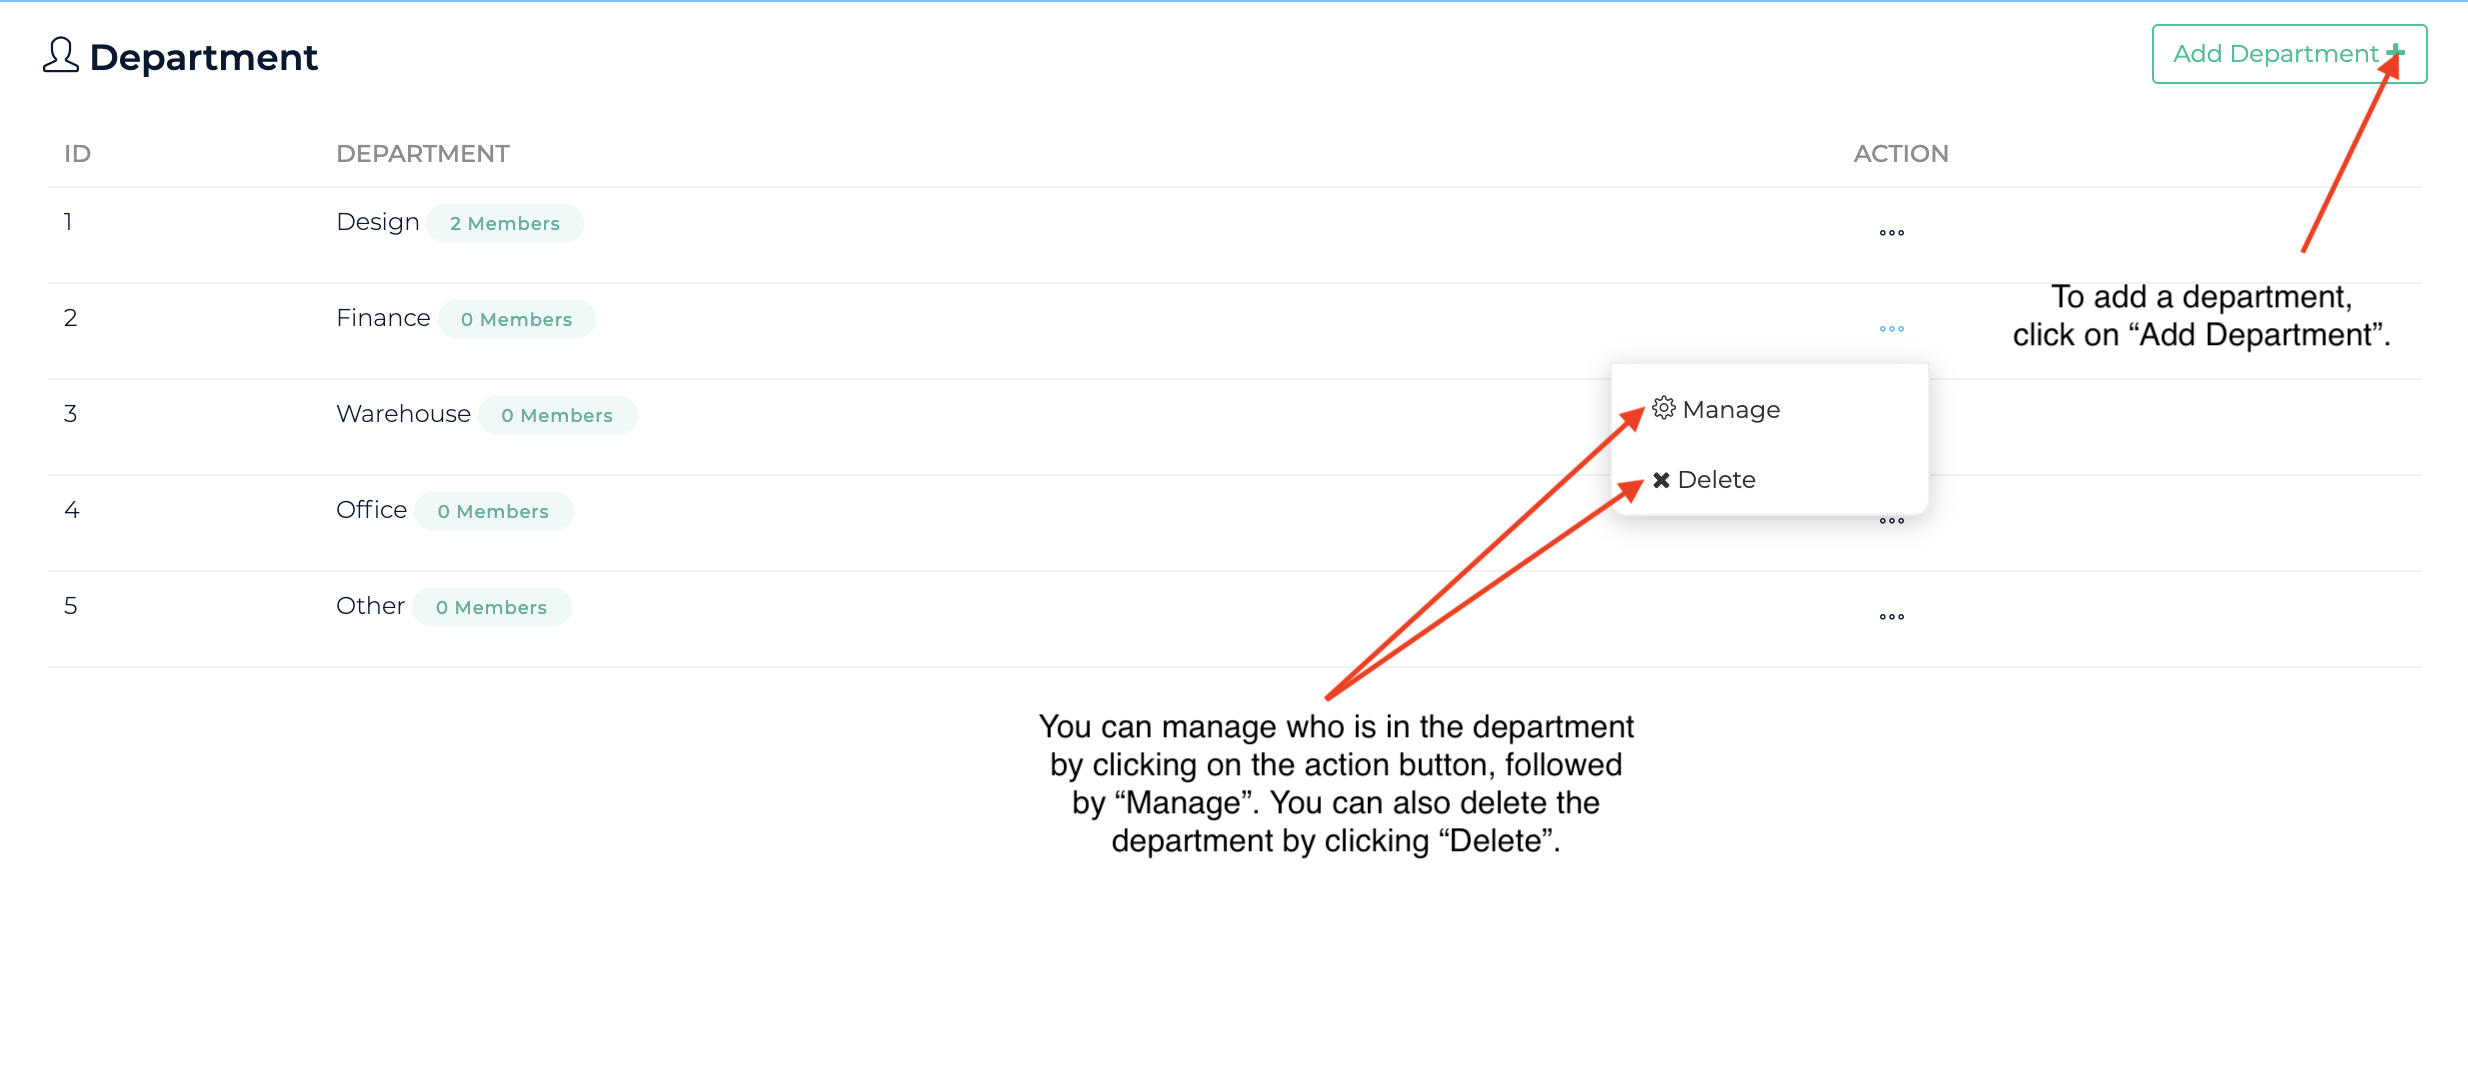 Department
Add Department
ID DEPARTMENT ACTION
1 Design 2 Members
2 Finance 0 Members
To add a department,
click on “Add Department”.
3 Warehouse 0 Members
Manage
Delete
4 Office 0 Members
5 Other 0 Members
You can manage who is in the department
by clicking on the action button, followed
by “Manage”. You can also delete the
department by clicking “Delete”.